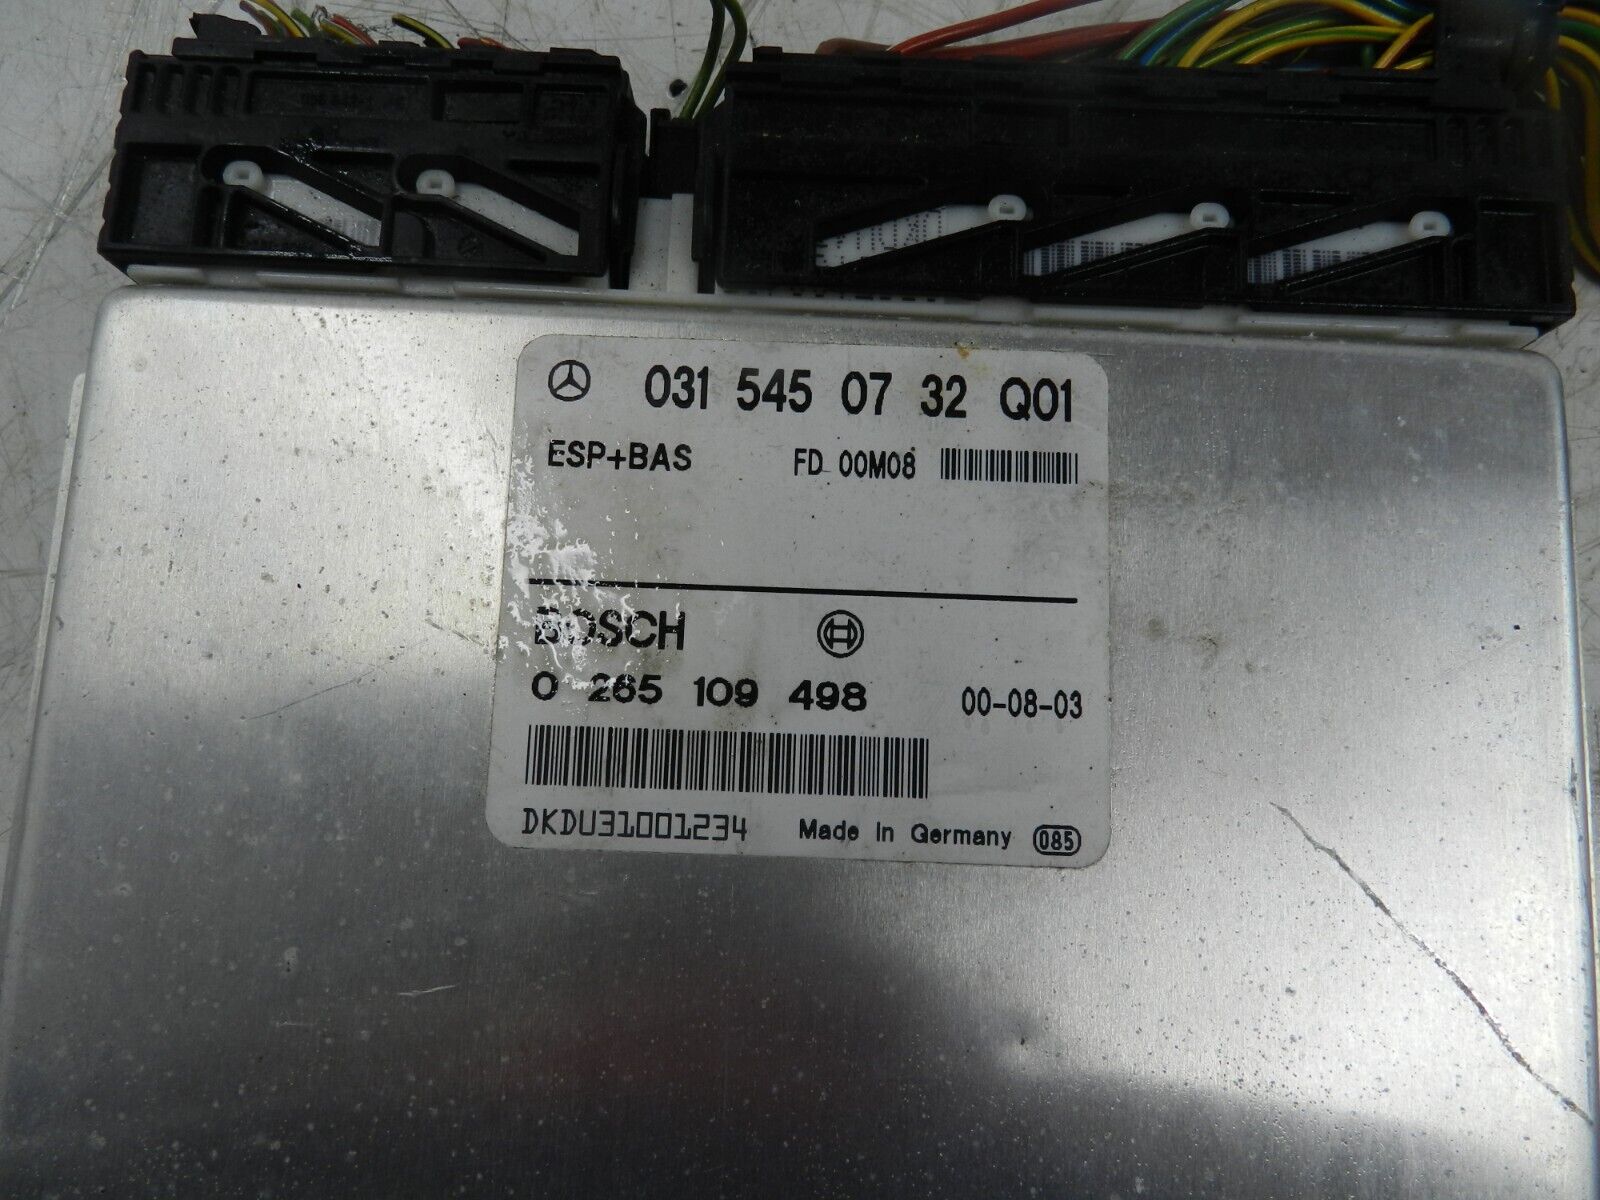 031 545 07 32 Q01
ESP+BAS FD 00M08
BOSCH
0 265 109 498 00-08-03
DKDU31001234 Made in Germany 085